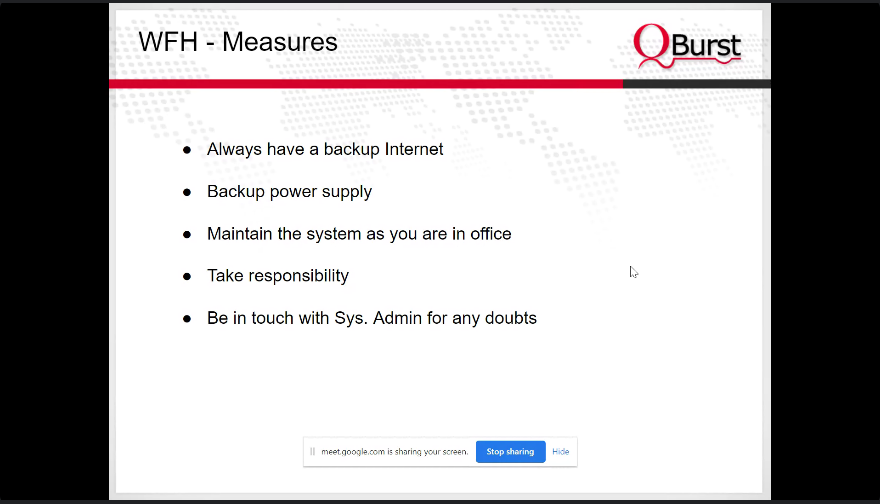 WFH - Measures
QBurst
Always have a backup Internet
Backup power supply
Maintain the system as you are in office
Take responsibility
Be in touch with Sys. Admin for any doubts
meet.google.com is sharing your screen. Stop sharing Hide